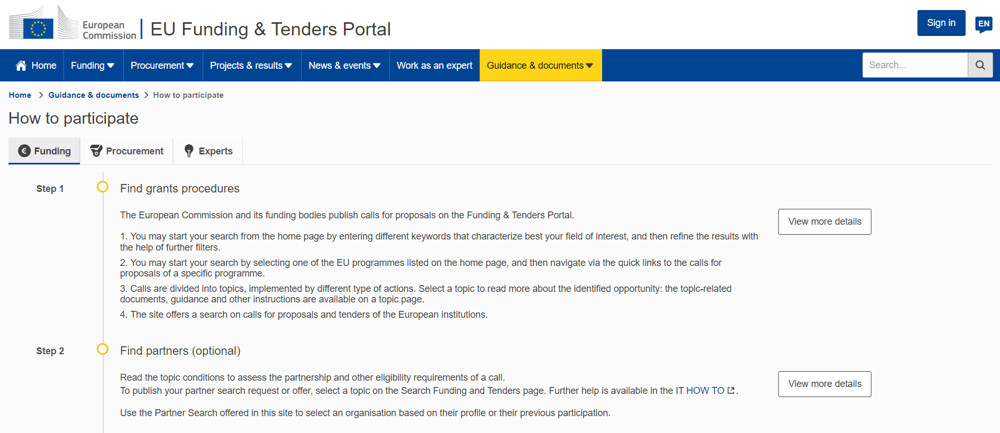 European
Commission
EU Funding & Tenders Portal
Sign in
EN
Home
Funding
Procurement
Projects & results
News & events
Work as an expert
Guidance & documents
Search...
Home > Guidance & documents > How to participate
How to participate
€ Funding
Procurement
Experts
Step 1
Find grants procedures
The European Commission and its funding bodies publish calls for proposals on the Funding & Tenders Portal.
View more details
1. You may start your search from the home page by entering different keywords that characterize best your field of interest, and then refine the results with
the help of further filters.
2. You may start your search by selecting one of the EU programmes listed on the home page, and then navigate via the quick links to the calls for
proposals of a specific programme.
3. Calls are divided into topics, implemented by different type of actions. Select a topic to read more about the identified opportunity: the topic-related
documents, guidance and other instructions are available on a topic page.
4. The site offers a search on calls for proposals and tenders of the European institutions.
Step 2
Find partners (optional)
Read the topic conditions to assess the partnership and other eligibility requirements of a call.
To publish your partner search request or offer, select a topic on the Search Funding and Tenders page. Further help is available in the IT HOW TO.
View more details
Use the Partner Search offered in this site to select an organisation based on their profile or their previous participation.